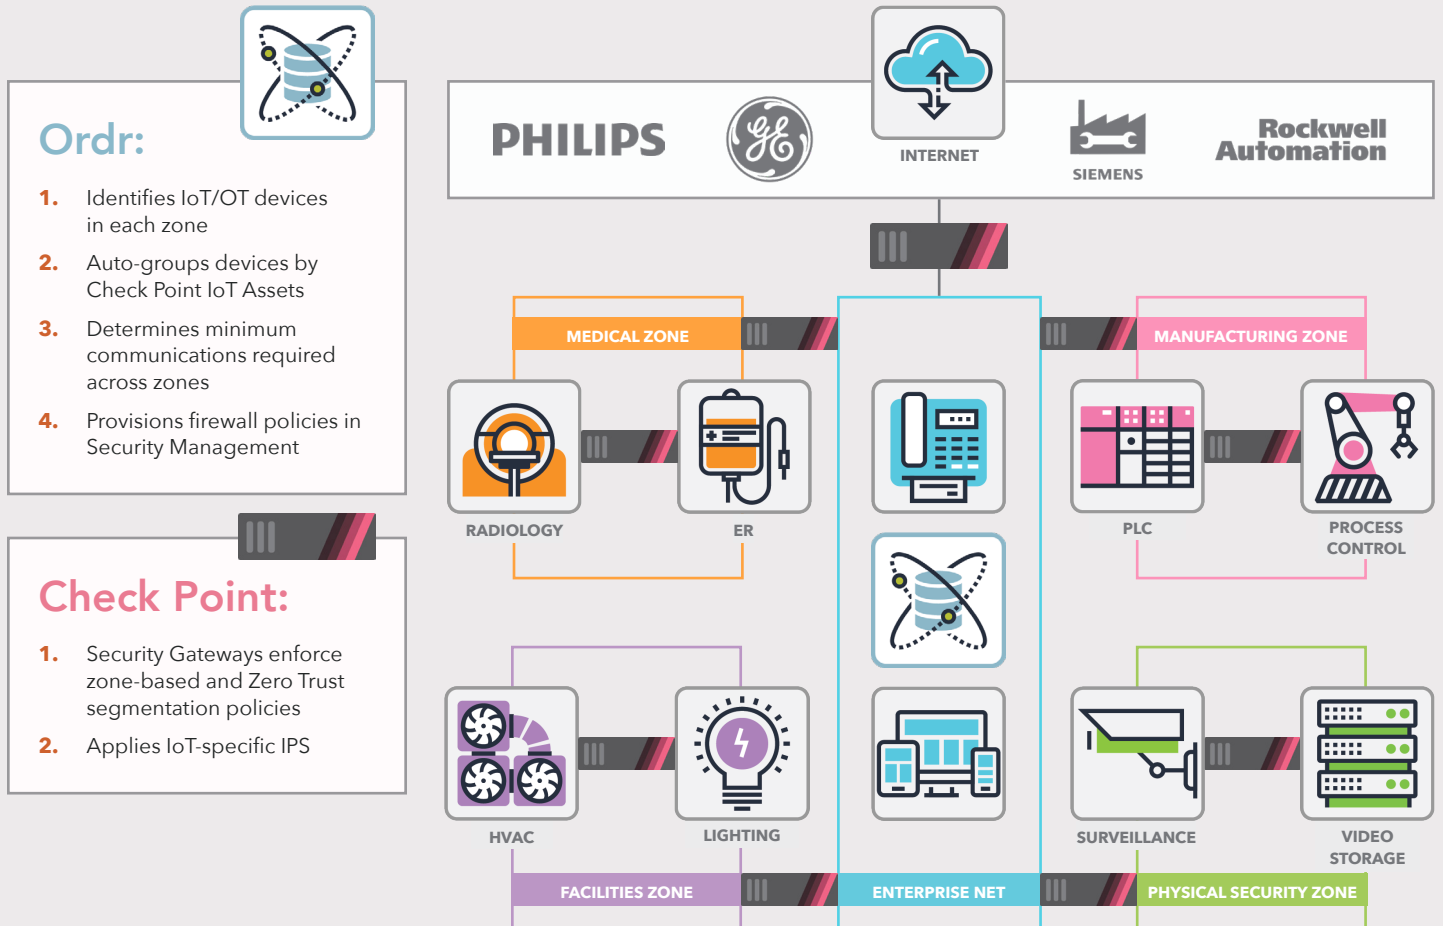 Ordr:
1. Identifies IoT/OT devices
in each zone
2. Auto-groups devices by
Check Point IoT Assets
3. Determines minimum
communications required
across zones
4. Provisions firewall policies in
Security Management
Check Point:
1. Security Gateways enforce
zone-based and Zero Trust
segmentation policies
2. Applies IoT-specific IPS
PHILIPS
GE
INTERNET
SIEMENS
Rockwell
Automation
MEDICAL ZONE
MANUFACTURING ZONE
RADIOLOGY
ER
PLC
PROCESS
CONTROL
HVAC
LIGHTING
SURVEILLANCE
VIDEO
STORAGE
FACILITIES ZONE
ENTERPRISE NET
PHYSICAL SECURITY ZONE